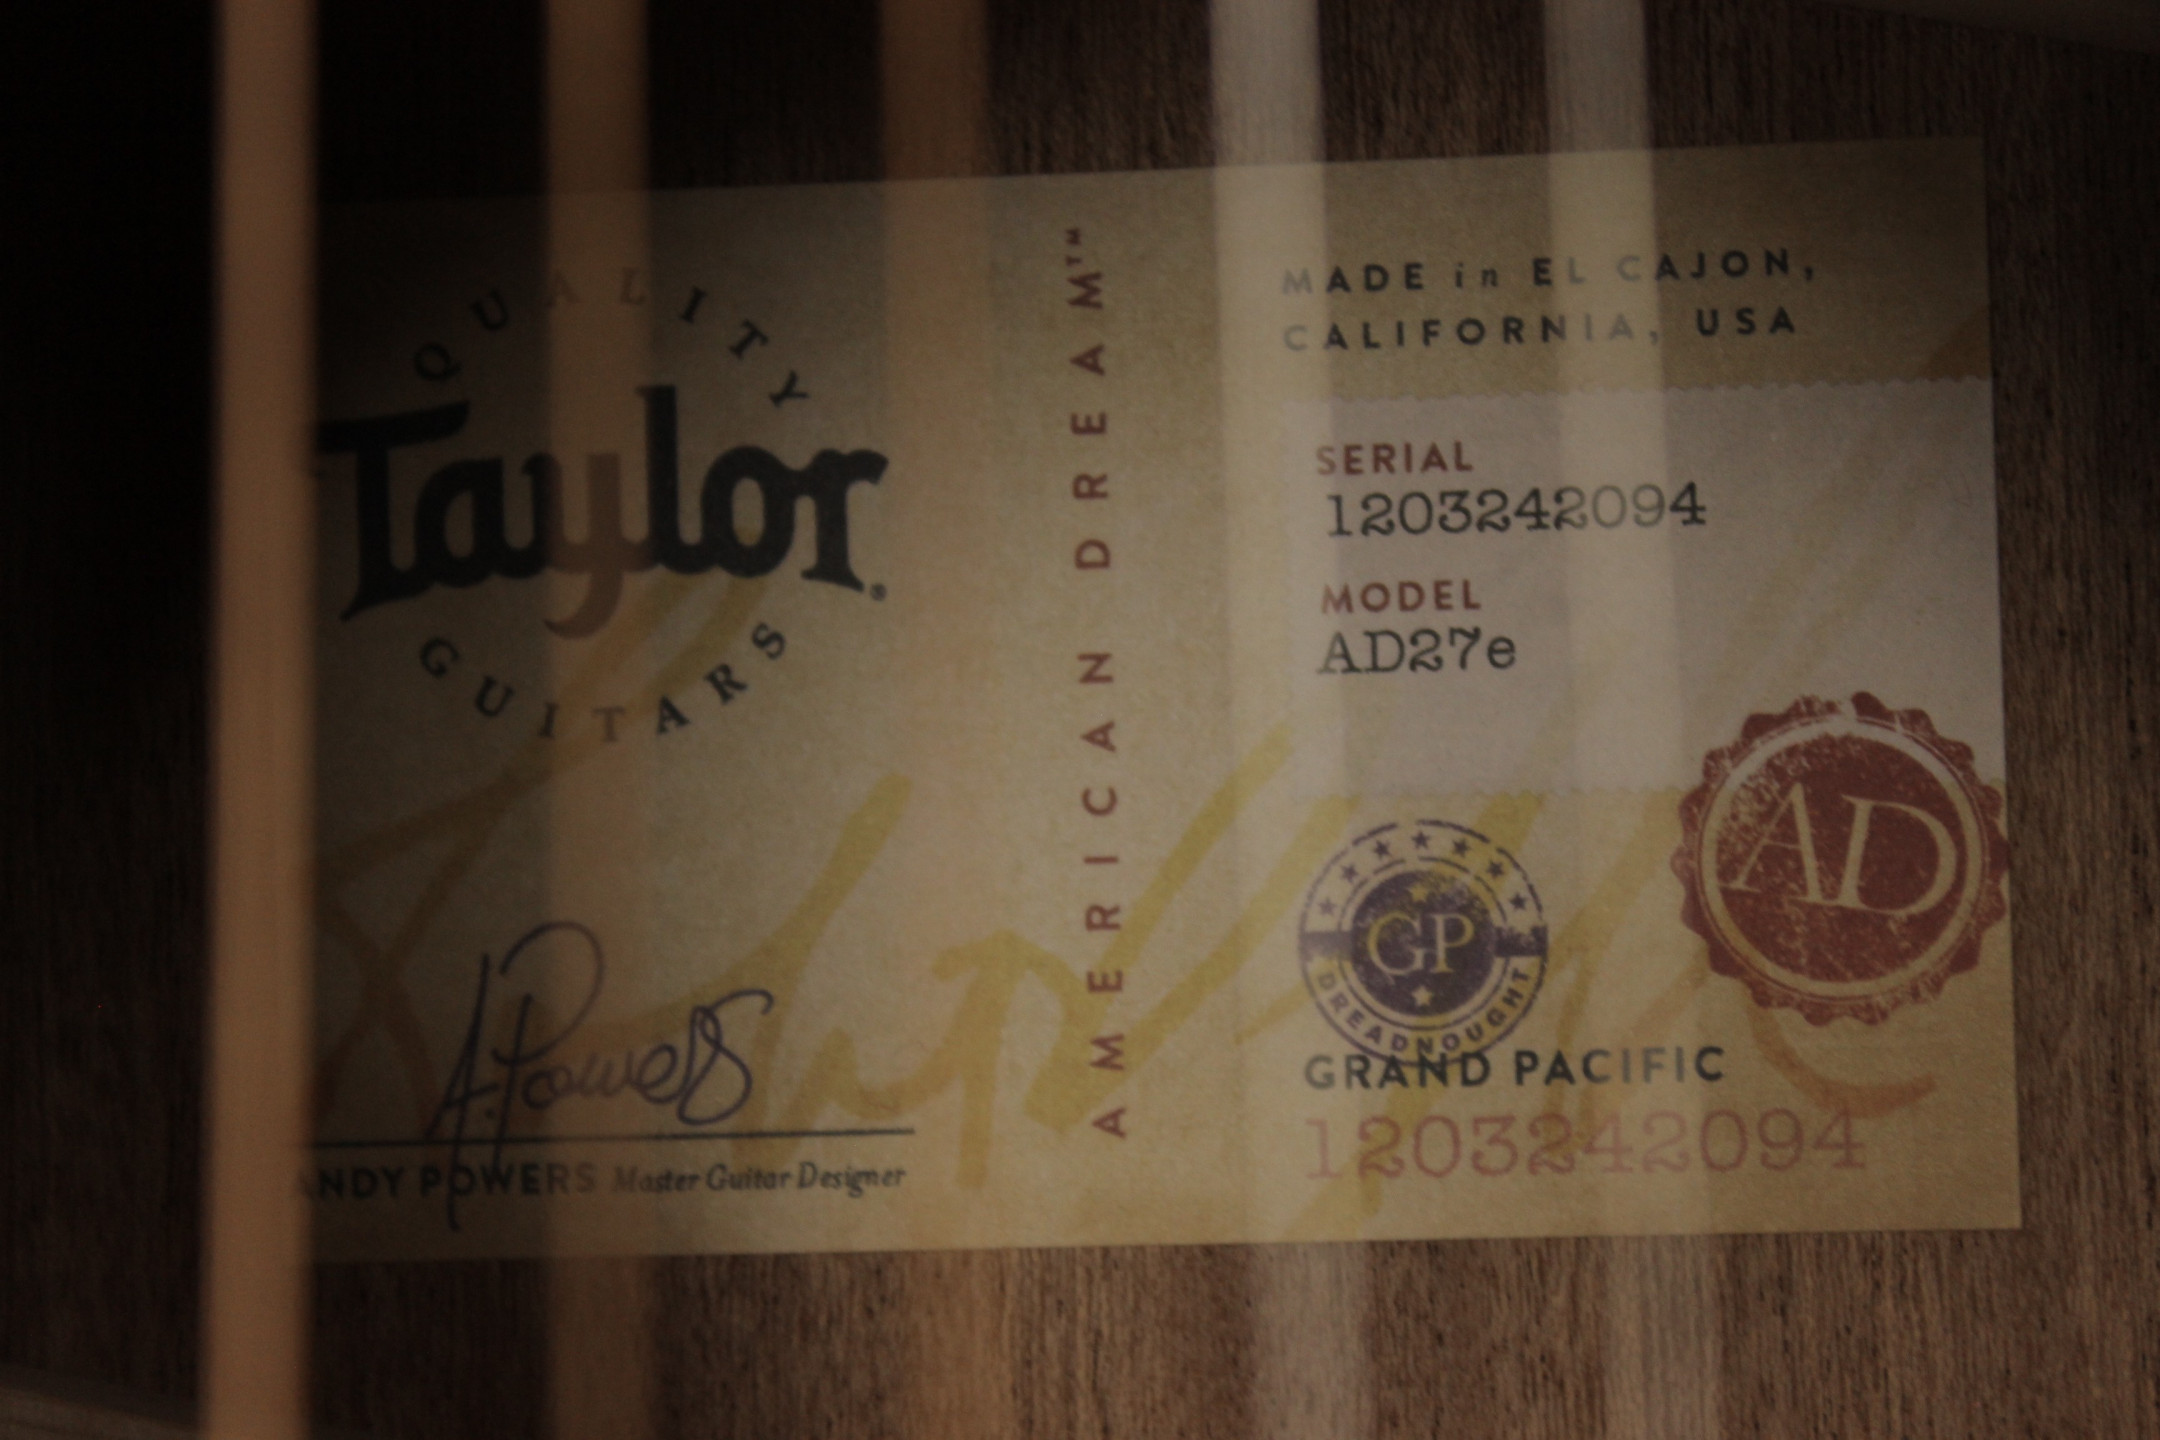 QUALITY
Taylor®
GUITARS
A.Powers
ANDY POWERS Master Guitar Designer
AMERICAN DREAM™
MADE in EL CAJON,
CALIFORNIA, USA
SERIAL
1203242094
MODEL
AD27e
AD
GP
DREADNOUGHT
GRAND PACIFIC
1203242094